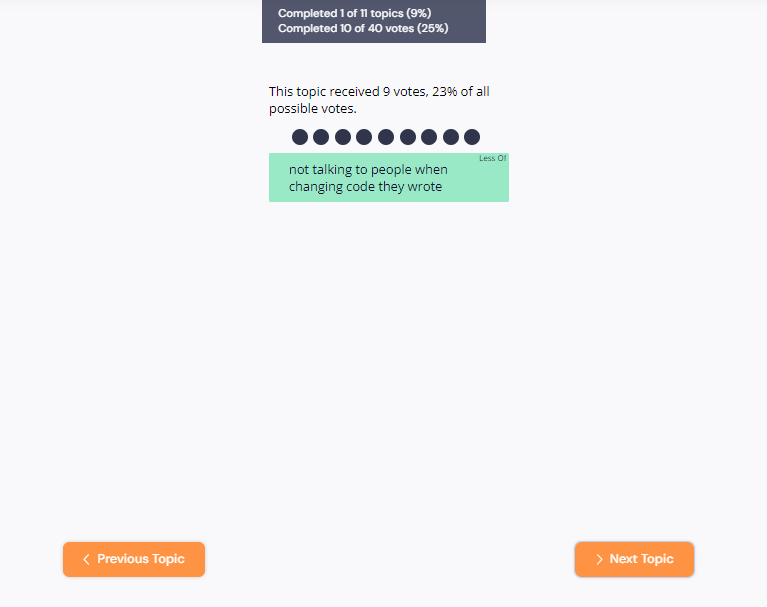 Completed 1 of 11 topics (9%)
Completed 10 of 40 votes (25%)
This topic received 9 votes, 23% of all
possible votes.
Less Of
not talking to people when
changing code they wrote
Previous Topic
Next Topic